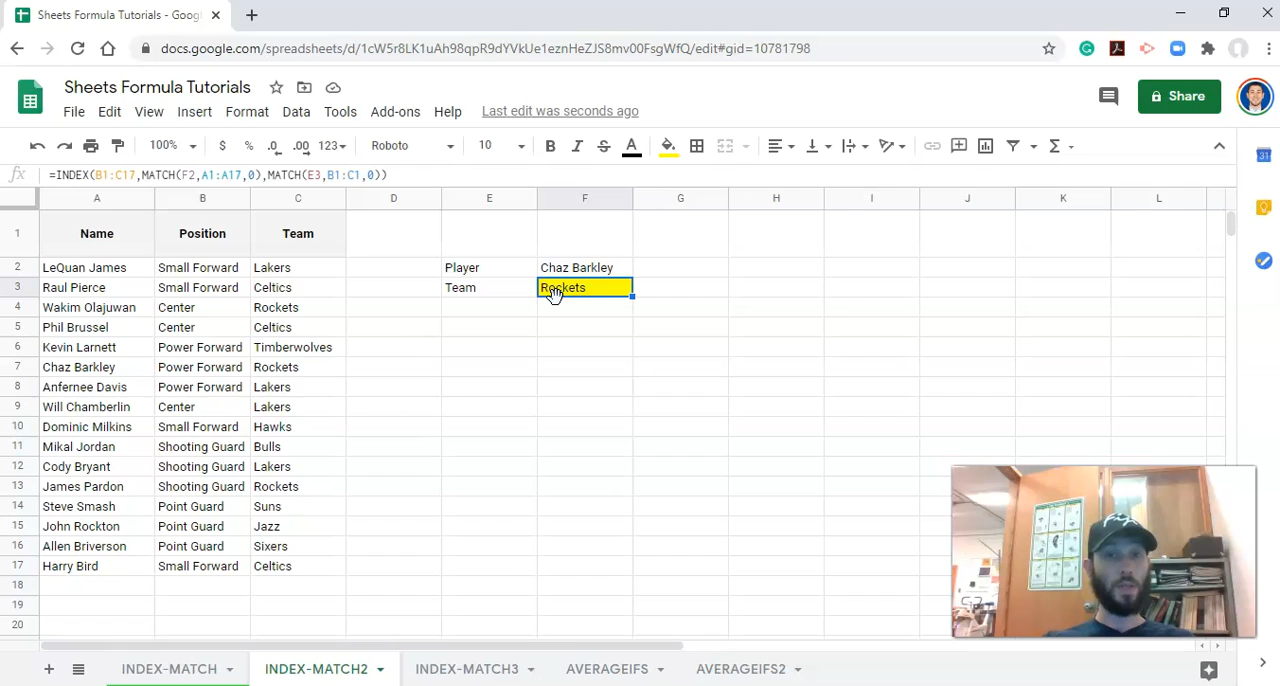 Sheets Formula Tutorials - Goog
docs.google.com/spreadsheets/d/1cW5r8LK1uAh98qpR9dYVkUe1eznHeZJS8mv00FsgWfQ/edit#gid=10781798
Sheets Formula Tutorials
File Edit View Insert Format Data Tools Add-ons Help Last edit was seconds ago
Share
100% $ % .0 .00 123 Roboto 10 B I S A Σ
fx =INDEX(B1:C17,MATCH(F2,A1:A17,0),MATCH(E3,B1:C1,0))
A B C D E F G H I J K L
1 Name Position Team
2 LeQuan James Small Forward Lakers Player Chaz Barkley
3 Raul Pierce Small Forward Celtics Team Rockets
4 Wakim Olajuwan Center Rockets
5 Phil Brussel Center Celtics
6 Kevin Larnett Power Forward Timberwolves
7 Chaz Barkley Power Forward Rockets
8 Anfernee Davis Power Forward Lakers
9 Will Chamberlin Center Lakers
10 Dominic Milkins Small Forward Hawks
11 Mikal Jordan Shooting Guard Bulls
12 Cody Bryant Shooting Guard Lakers
13 James Pardon Shooting Guard Rockets
14 Steve Smash Point Guard Suns
15 John Rockton Point Guard Jazz
16 Allen Briverson Point Guard Sixers
17 Harry Bird Small Forward Celtics
18
19
20
INDEX-MATCH INDEX-MATCH2 INDEX-MATCH3 AVERAGEIFS AVERAGEIFS2